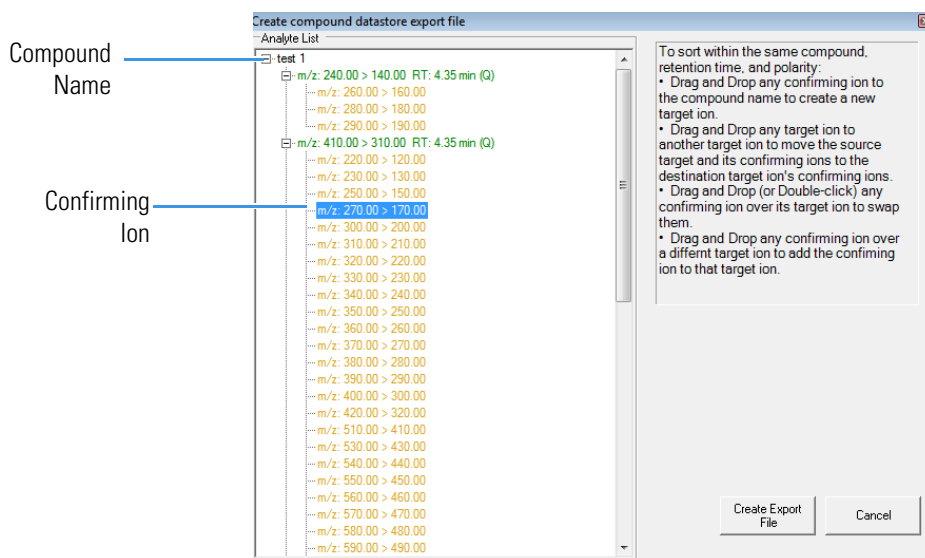 Create compound datastore export file
Analyte List
Compound
Name
test 1
m/z: 240.00 > 140.00 RT: 4.35 min (Q)
m/z: 260.00 > 160.00
m/z: 280.00 > 180.00
m/z: 290.00 > 190.00
m/z: 410.00 > 310.00 RT: 4.35 min (Q)
m/z: 220.00 > 120.00
m/z: 230.00 > 130.00
m/z: 250.00 > 150.00
Confirming
Ion
m/z: 270.00 > 170.00
m/z: 300.00 > 200.00
m/z: 310.00 > 210.00
m/z: 320.00 > 220.00
m/z: 330.00 > 230.00
m/z: 340.00 > 240.00
m/z: 350.00 > 250.00
m/z: 360.00 > 260.00
m/z: 370.00 > 270.00
m/z: 380.00 > 280.00
m/z: 390.00 > 290.00
m/z: 400.00 > 300.00
m/z: 420.00 > 320.00
m/z: 510.00 > 410.00
m/z: 530.00 > 430.00
m/z: 540.00 > 440.00
m/z: 550.00 > 450.00
m/z: 560.00 > 460.00
m/z: 570.00 > 470.00
m/z: 580.00 > 480.00
m/z: 590.00 > 490.00
To sort within the same compound,
retention time, and polarity:
• Drag and Drop any confirming ion to
the compound name to create a new
target ion.
• Drag and Drop any target ion to
another target ion to move the source
target and its confirming ions to the
destination target ion's confirming ions.
• Drag and Drop (or Double-click) any
confirming ion over its target ion to swap
them.
• Drag and Drop any confirming ion over
a differnt target ion to add the confiming
ion to that target ion.
Create Export
File
Cancel